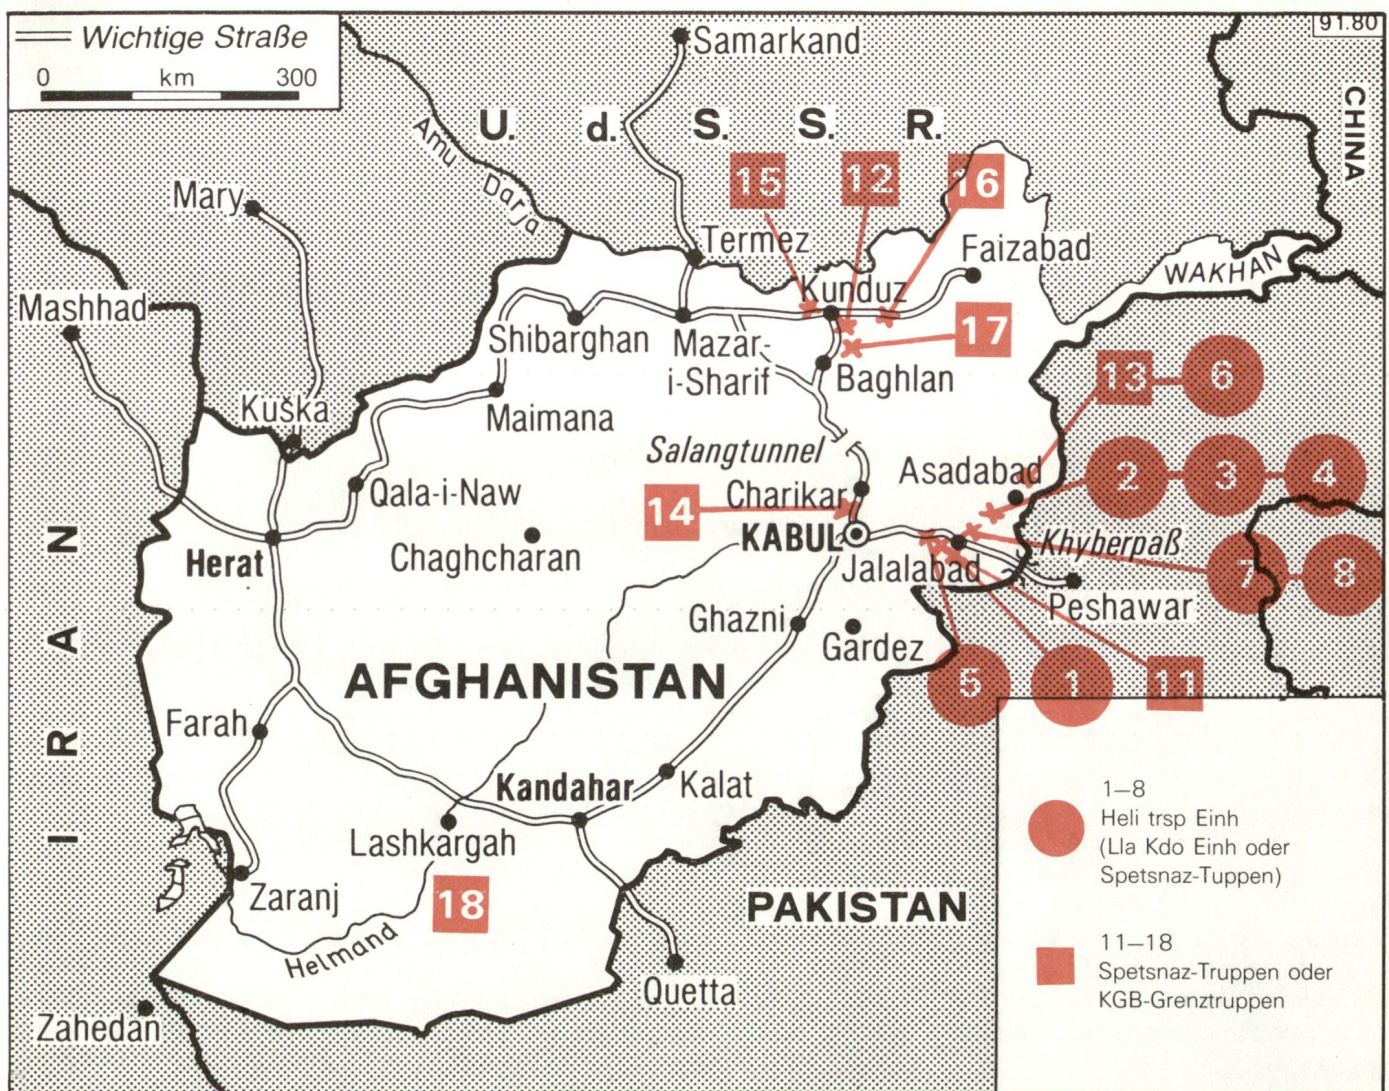 Wichtige Straße
0 km 300
91.80
Samarkand
CHINA
U. d. S. S. R.
Amu Darja
15 12 16
Mary
Termez
Faizabad
WAKHAN
Mashhad
Kunduz
Shibarghan
Mazar-
i-Sharif
17
Baghlan
13 6
Kuška
Maimana
Salangtunnel
Asadabad
2 3 4
Qala-i-Naw
Charikar
14
KABUL
Khyherpaß
Herat
Chaghcharan
Jalalabad
7 8
IRAN
Peshawar
Ghazni
Gardez
AFGHANISTAN
5 1 11
Farah
Kandahar
Kalat
Lashkargah
Zaranj
18
PAKISTAN
Helmand
Quetta
Zahedan
1—8
Heli trsp Einh
(Lla Kdo Einh oder
Spetsnaz-Tuppen)
11—18
Spetsnaz-Truppen oder
KGB-Grenztruppen